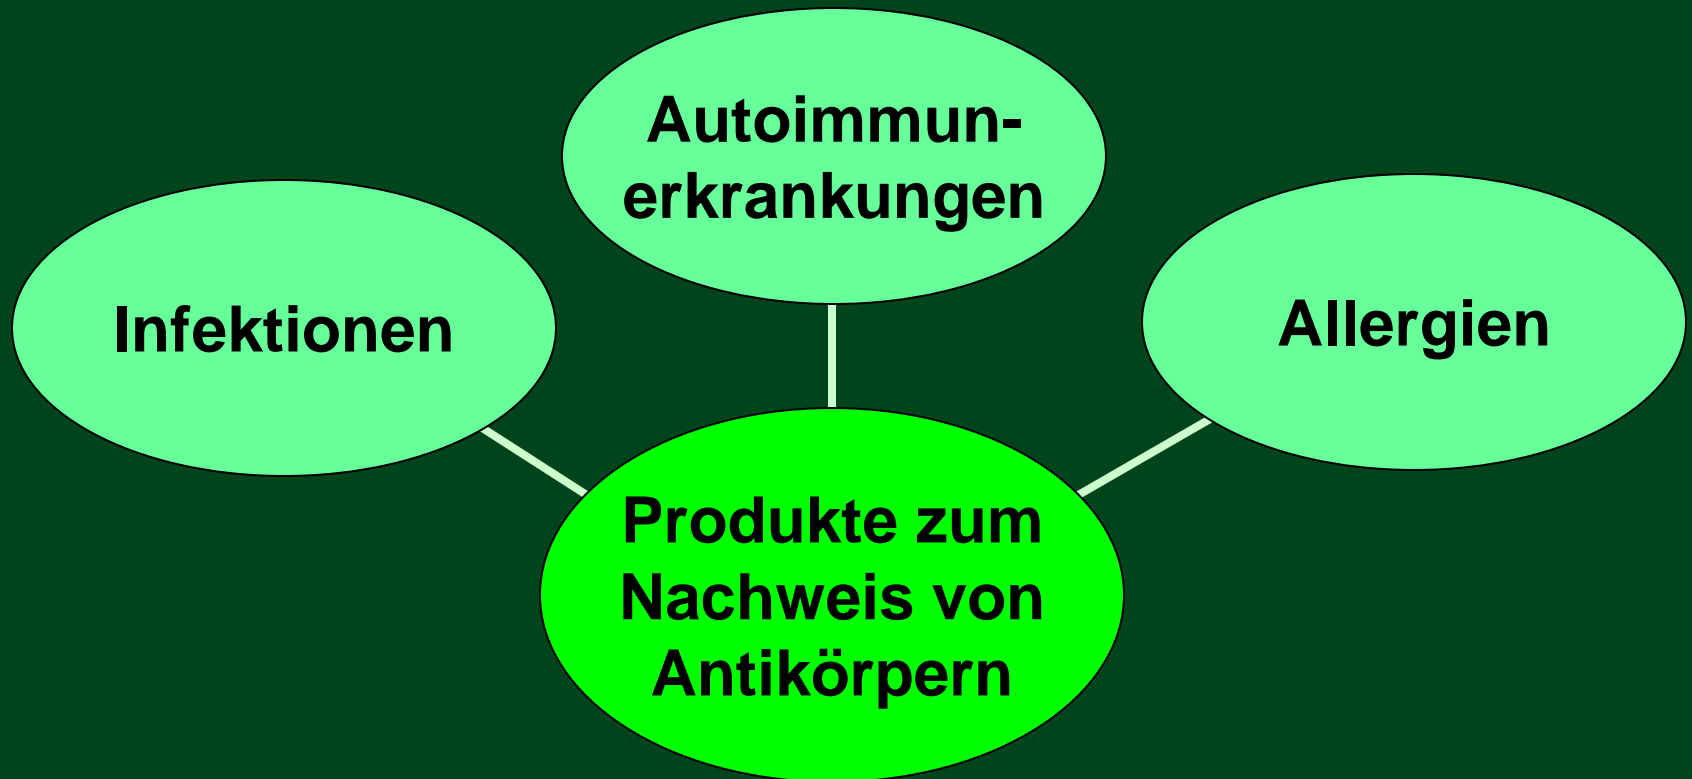 Autoimmun-
erkrankungen
Infektionen
Allergien
Produkte zum
Nachweis von
Antikörpern